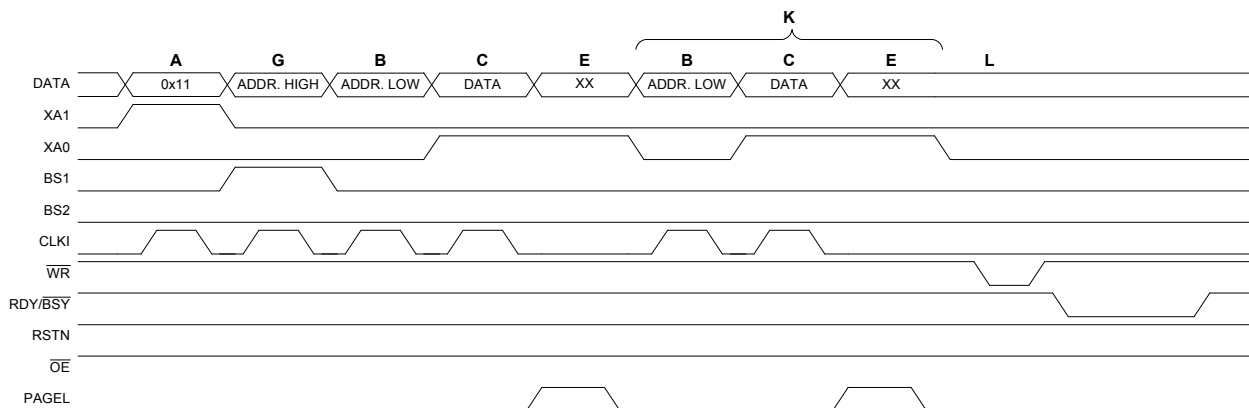 K
A G B C E B C E L
DATA 0x11 ADDR. HIGH ADDR. LOW DATA XX ADDR. LOW DATA XX
XA1
XA0
BS1
BS2
CLKI
WR
RDY/BSY
RSTN
OE
PAGEL